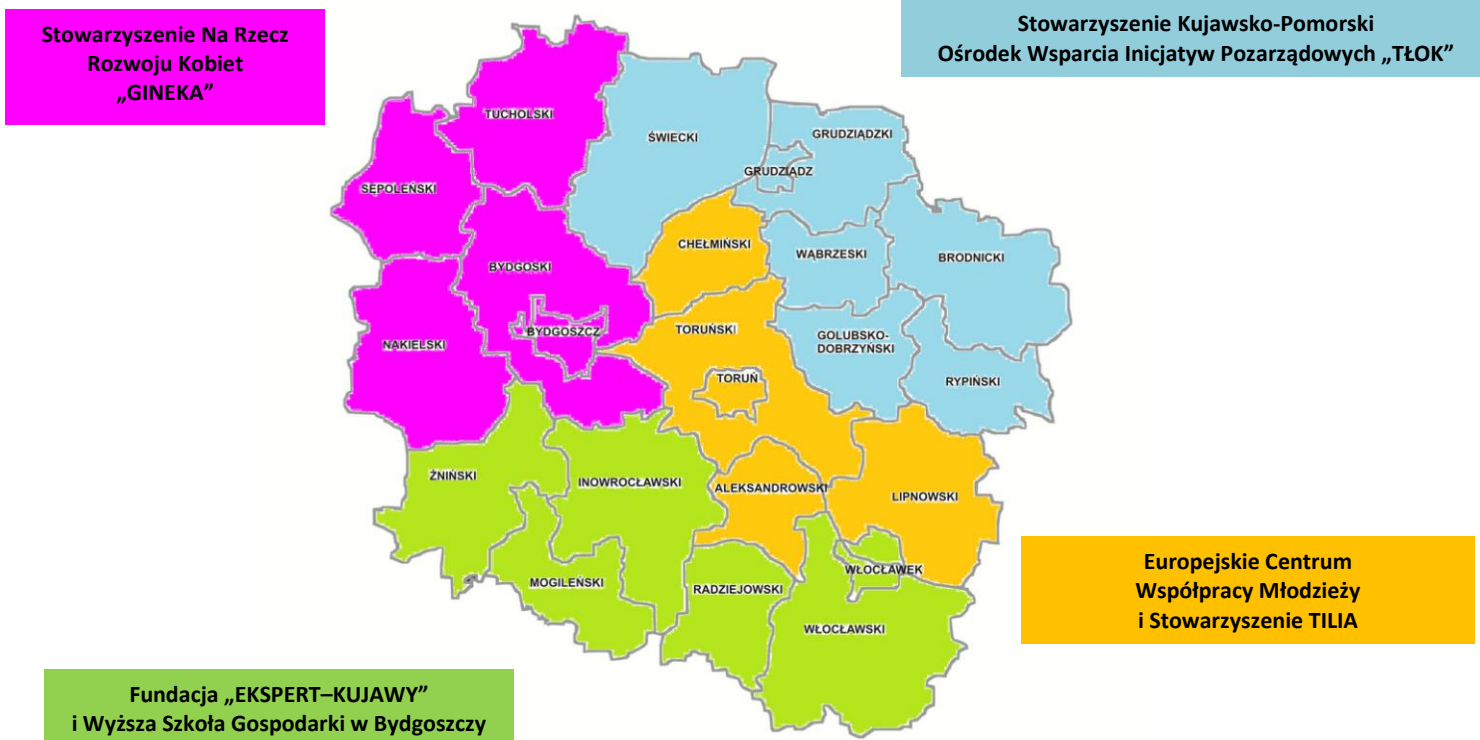 Stowarzyszenie Na Rzecz
Rozwoju Kobiet
„GINEKA”
Stowarzyszenie Kujawsko-Pomorski
Ośrodek Wsparcia Inicjatyw Pozarządowych „TŁOK”
TUCHOLSKI
ŚWIECKI
GRUDZIĄDZKI
GRUDZIĄDZ
SĘPOLEŃSKI
CHEŁMIŃSKI
WĄBRZESKI
BRODNICKI
BYDGOSKI
BYDGOSZCZ
TORUŃSKI
GOLUBSKO-
DOBRZYŃSKI
NAKIELSKI
TORUŃ
RYPIŃSKI
ŻNIŃSKI
INOWROCŁAWSKI
ALEKSANDROWSKI
LIPNOWSKI
MOGILEŃSKI
RADZIEJOWSKI
WŁOCŁAWEK
WŁOCŁAWSKI
Europejskie Centrum
Współpracy Młodzieży
i Stowarzyszenie TILIA
Fundacja „EKSPERT–KUJAWY”
i Wyższa Szkoła Gospodarki w Bydgoszczy